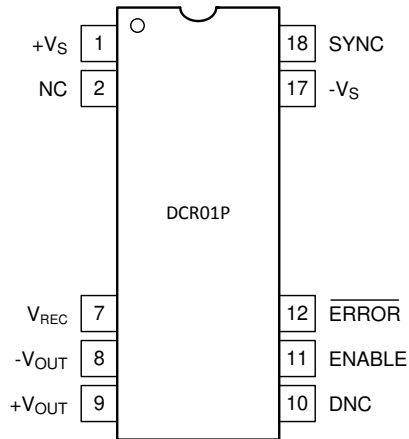 +VS 1 18 SYNC
NC 2 17 -VS
DCR01P
VREC 7 12 ERROR
-VOUT 8 11 ENABLE
+VOUT 9 10 DNC